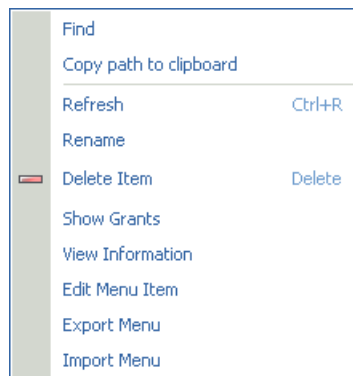 Find
Copy path to clipboard
Refresh Ctrl+R
Rename
Delete Item Delete
Show Grants
View Information
Edit Menu Item
Export Menu
Import Menu